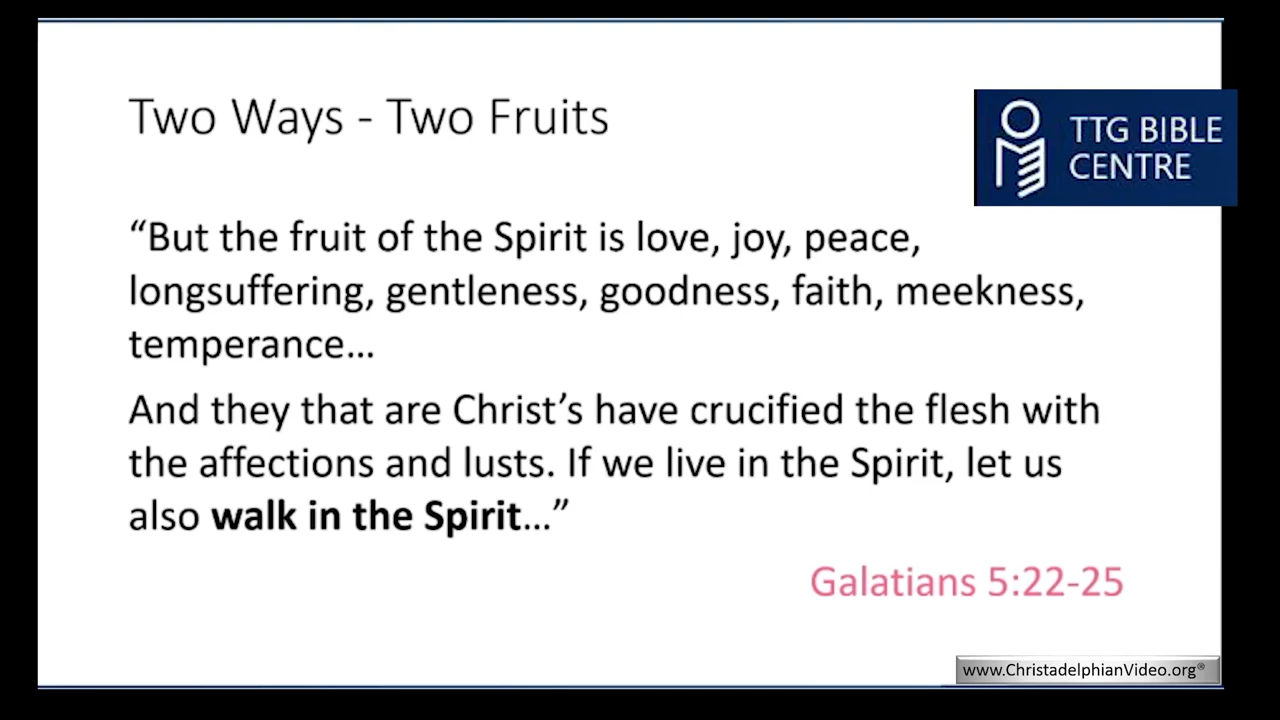 Two Ways - Two Fruits
TTG BIBLE
CENTRE
“But the fruit of the Spirit is love, joy, peace,
longsuffering, gentleness, goodness, faith, meekness,
temperance…
And they that are Christ’s have crucified the flesh with
the affections and lusts. If we live in the Spirit, let us
also walk in the Spirit…”
Galatians 5:22-25
www.ChristadelphianVideo.org®